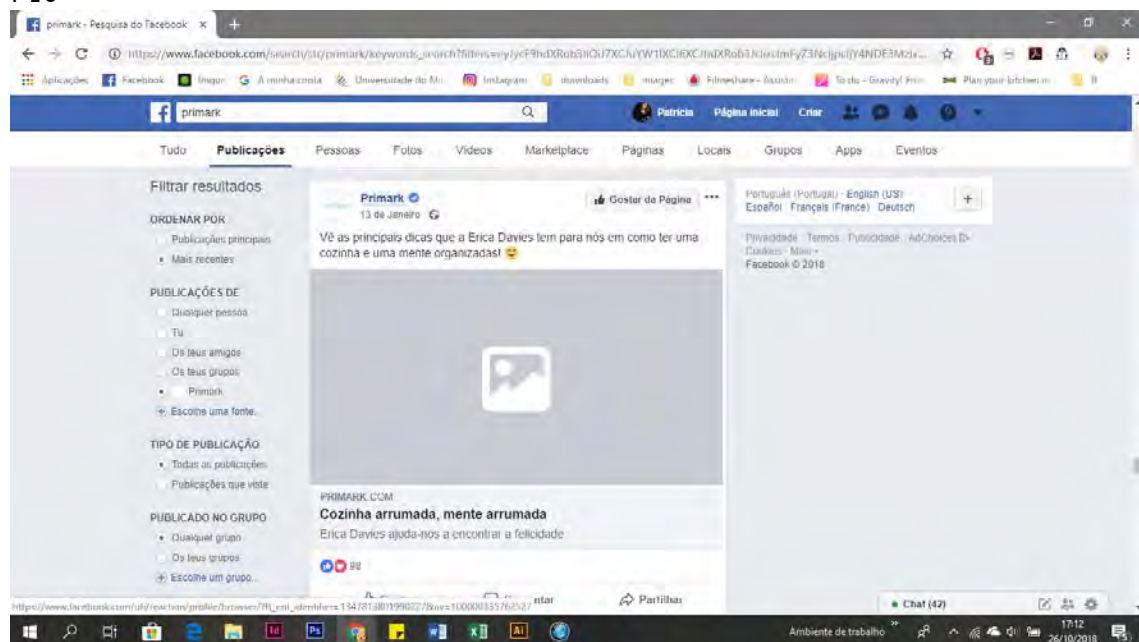 primark - Pesquisa do Facebook
Aplicações Facebook Imgur A minha conta Instagram downloads
primark
Patrícia Página inicial Criar
Tudo Publicações Pessoas Fotos Vídeos Marketplace Páginas Locais Grupos Apps Eventos
Filtrar resultados
ORDENAR POR
Publicações principais
Mais recentes
PUBLICAÇÕES DE
Qualquer pessoa
Tu
Os teus amigos
Os teus grupos
Primark
Escolhe uma fonte...
TIPO DE PUBLICAÇÃO
Todas as publicações
Publicações que viste
PUBLICADO NO GRUPO
Qualquer grupo
Os teus grupos
Escolhe um grupo...
Primark
Gostar da Página
13 de Janeiro
Vê as principais dicas que a Erica Davies tem para nós em como ter uma
cozinha e uma mente organizadas!
PRIMARK.COM
Cozinha arrumada, mente arrumada
Erica Davies ajuda-nos a encontrar a felicidade
98
Partilhar
Português (Portugal) · English (US)
Español · Français (France) · Deutsch
Privacidade · Termos · Publicidade · AdChoices
Cookies · Mais
Facebook © 2018
Chat (42)
Ambiente de trabalho
17:12
26/10/2018